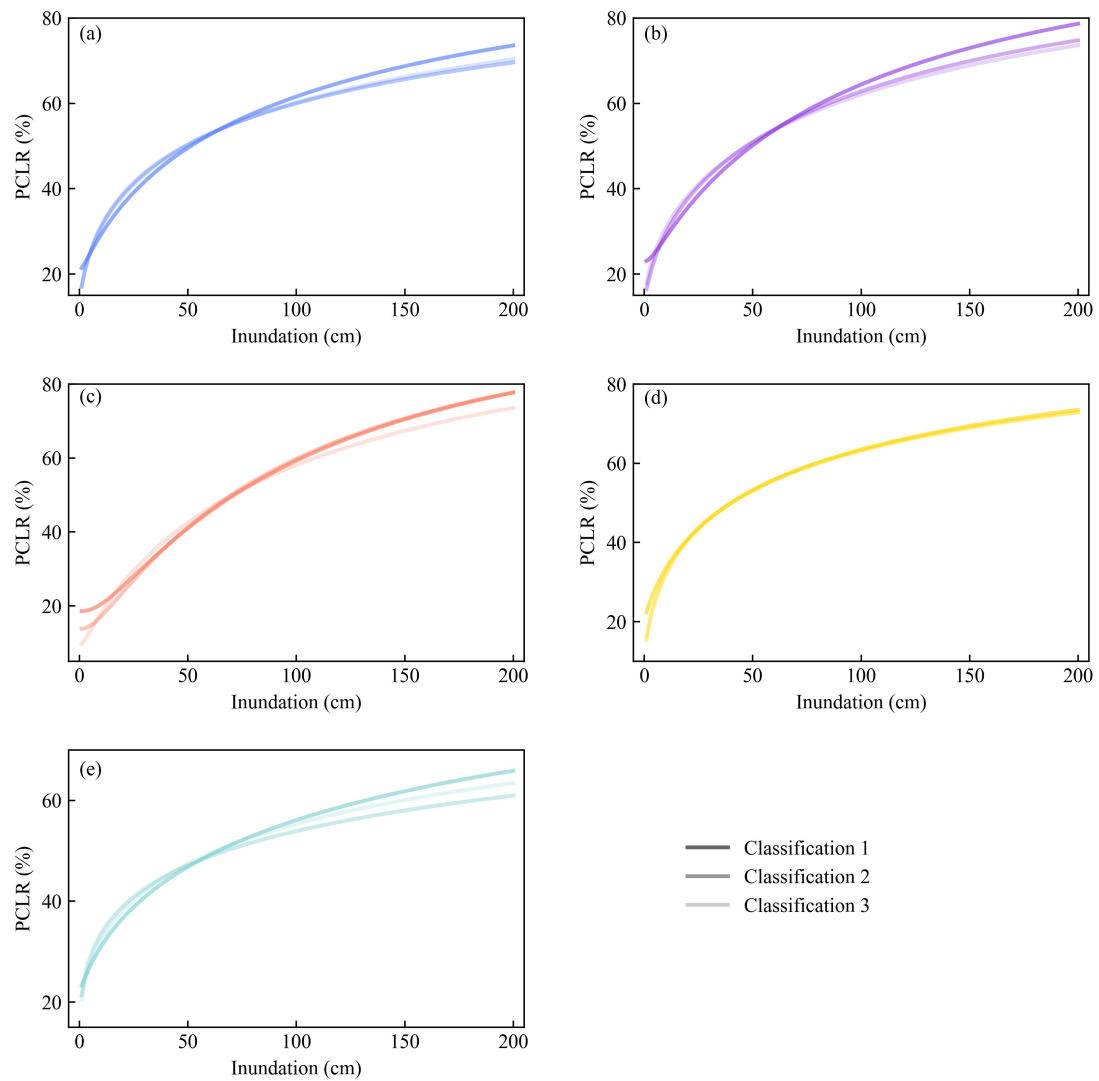 (a)
80
60
40
20
PCLR (%)
0 50 100 150 200
Inundation (cm)
(b)
80
60
40
20
PCLR (%)
0 50 100 150 200
Inundation (cm)
(c)
80
60
40
20
PCLR (%)
0 50 100 150 200
Inundation (cm)
(d)
80
60
40
20
PCLR (%)
0 50 100 150 200
Inundation (cm)
(e)
60
40
20
PCLR (%)
0 50 100 150 200
Inundation (cm)
Classification 1
Classification 2
Classification 3